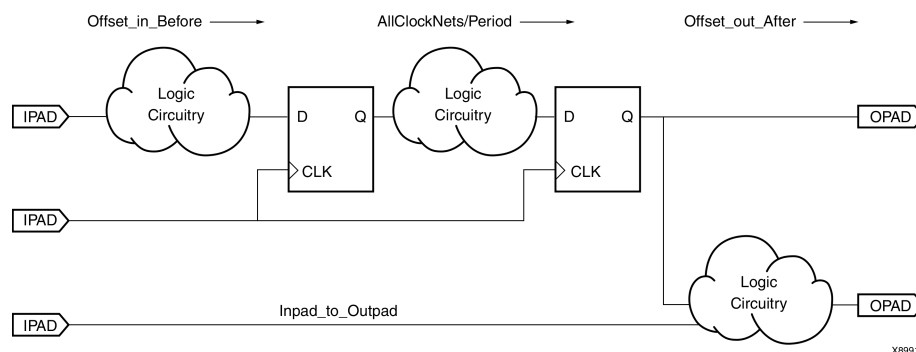 Offset_in_Before
AllClockNets/Period
Offset_out_After
IPAD
Logic
Circuitry
D
Q
CLK
Logic
Circuitry
D
Q
CLK
OPAD
IPAD
Logic
Circuitry
OPAD
Inpad_to_Outpad
IPAD